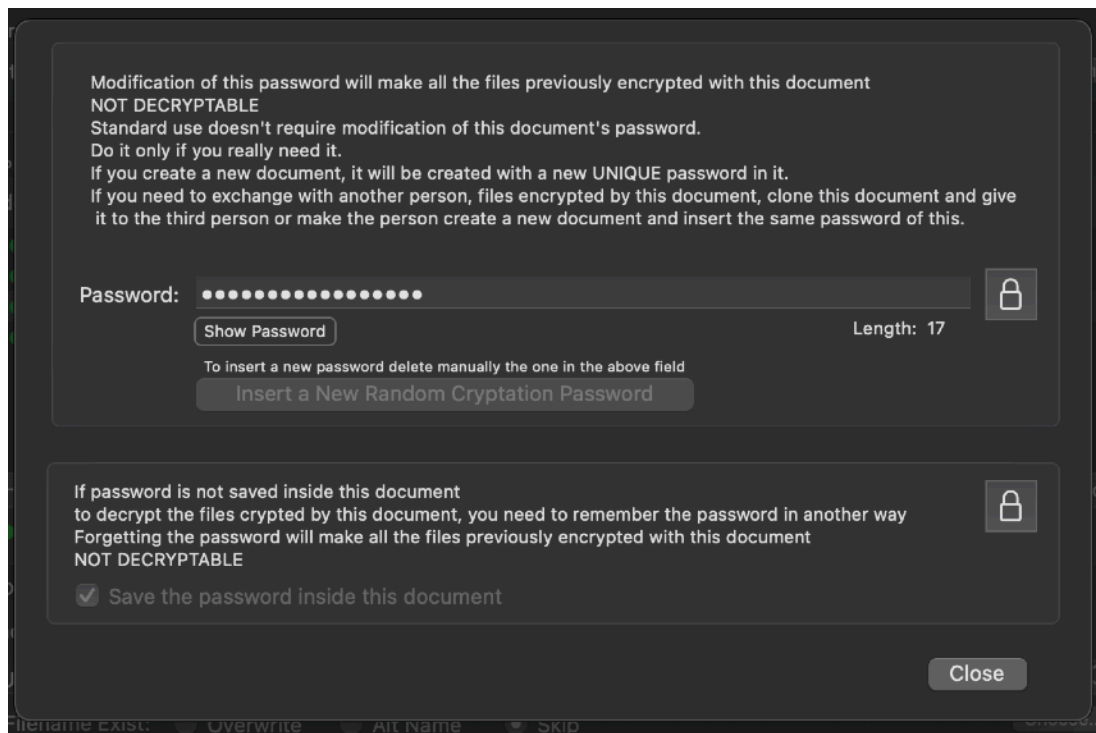 Modification of this password will make all the files previously encrypted with this document
NOT DECRYPTABLE
Standard use doesn't require modification of this document's password.
Do it only if you really need it.
If you create a new document, it will be created with a new UNIQUE password in it.
If you need to exchange with another person, files encrypted by this document, clone this document and give
it to the third person or make the person create a new document and insert the same password of this.
Password: •••••••••••••••••
Show Password
Length: 17
To insert a new password delete manually the one in the above field
Insert a New Random Cryptation Password
If password is not saved inside this document
to decrypt the files crypted by this document, you need to remember the password in another way
Forgetting the password will make all the files previously encrypted with this document
NOT DECRYPTABLE
Save the password inside this document
Close
Filename Exist: Overwrite Alt Name Skip